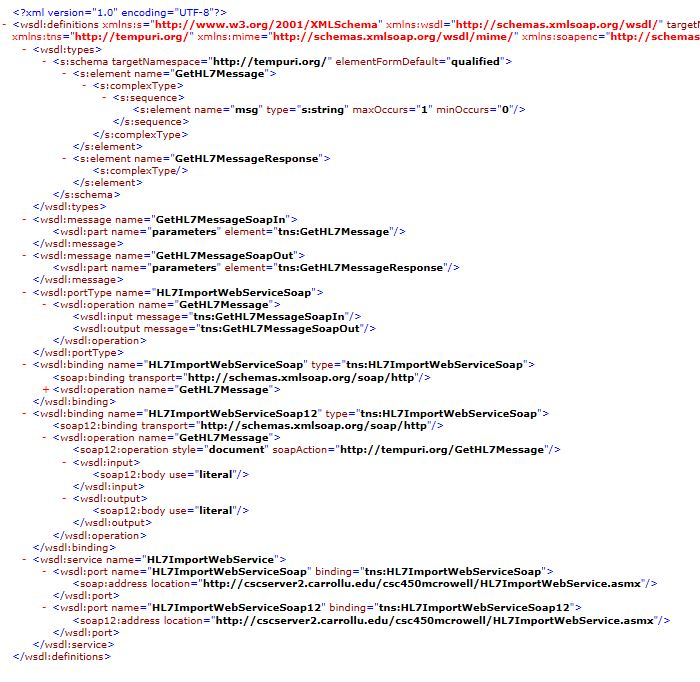 <?xml version="1.0" encoding="UTF-8"?>
- <wsdl:definitions xmlns:s="http://www.w3.org/2001/XMLSchema" xmlns:wsdl="http://schemas.xmlsoap.org/wsdl/" target
xmlns:tns="http://tempuri.org/" xmlns:mime="http://schemas.xmlsoap.org/wsdl/mime/" xmlns:soapenc="http://schemas
- <wsdl:types>
- <s:schema targetNamespace="http://tempuri.org/" elementFormDefault="qualified">
- <s:element name="GetHL7Message">
- <s:complexType>
- <s:sequence>
<s:element name="msg" type="s:string" maxOccurs="1" minOccurs="0"/>
</s:sequence>
</s:complexType>
</s:element>
- <s:element name="GetHL7MessageResponse">
<s:complexType/>
</s:element>
</s:schema>
</wsdl:types>
- <wsdl:message name="GetHL7MessageSoapIn">
<wsdl:part name="parameters" element="tns:GetHL7Message"/>
</wsdl:message>
- <wsdl:message name="GetHL7MessageSoapOut">
<wsdl:part name="parameters" element="tns:GetHL7MessageResponse"/>
</wsdl:message>
- <wsdl:portType name="HL7ImportWebServiceSoap">
- <wsdl:operation name="GetHL7Message">
<wsdl:input message="tns:GetHL7MessageSoapIn"/>
<wsdl:output message="tns:GetHL7MessageSoapOut"/>
</wsdl:operation>
</wsdl:portType>
- <wsdl:binding name="HL7ImportWebServiceSoap" type="tns:HL7ImportWebServiceSoap">
<soap:binding transport="http://schemas.xmlsoap.org/soap/http"/>
+ <wsdl:operation name="GetHL7Message">
</wsdl:binding>
- <wsdl:binding name="HL7ImportWebServiceSoap12" type="tns:HL7ImportWebServiceSoap">
<soap12:binding transport="http://schemas.xmlsoap.org/soap/http"/>
- <wsdl:operation name="GetHL7Message">
<soap12:operation style="document" soapAction="http://tempuri.org/GetHL7Message"/>
- <wsdl:input>
<soap12:body use="literal"/>
</wsdl:input>
- <wsdl:output>
<soap12:body use="literal"/>
</wsdl:output>
</wsdl:operation>
</wsdl:binding>
- <wsdl:service name="HL7ImportWebService">
- <wsdl:port name="HL7ImportWebServiceSoap" binding="tns:HL7ImportWebServiceSoap">
<soap:address location="http://cscserver2.carrollu.edu/csc450mcrowell/HL7ImportWebService.asmx"/>
</wsdl:port>
- <wsdl:port name="HL7ImportWebServiceSoap12" binding="tns:HL7ImportWebServiceSoap12">
<soap12:address location="http://cscserver2.carrollu.edu/csc450mcrowell/HL7ImportWebService.asmx"/>
</wsdl:port>
</wsdl:service>
</wsdl:definitions>